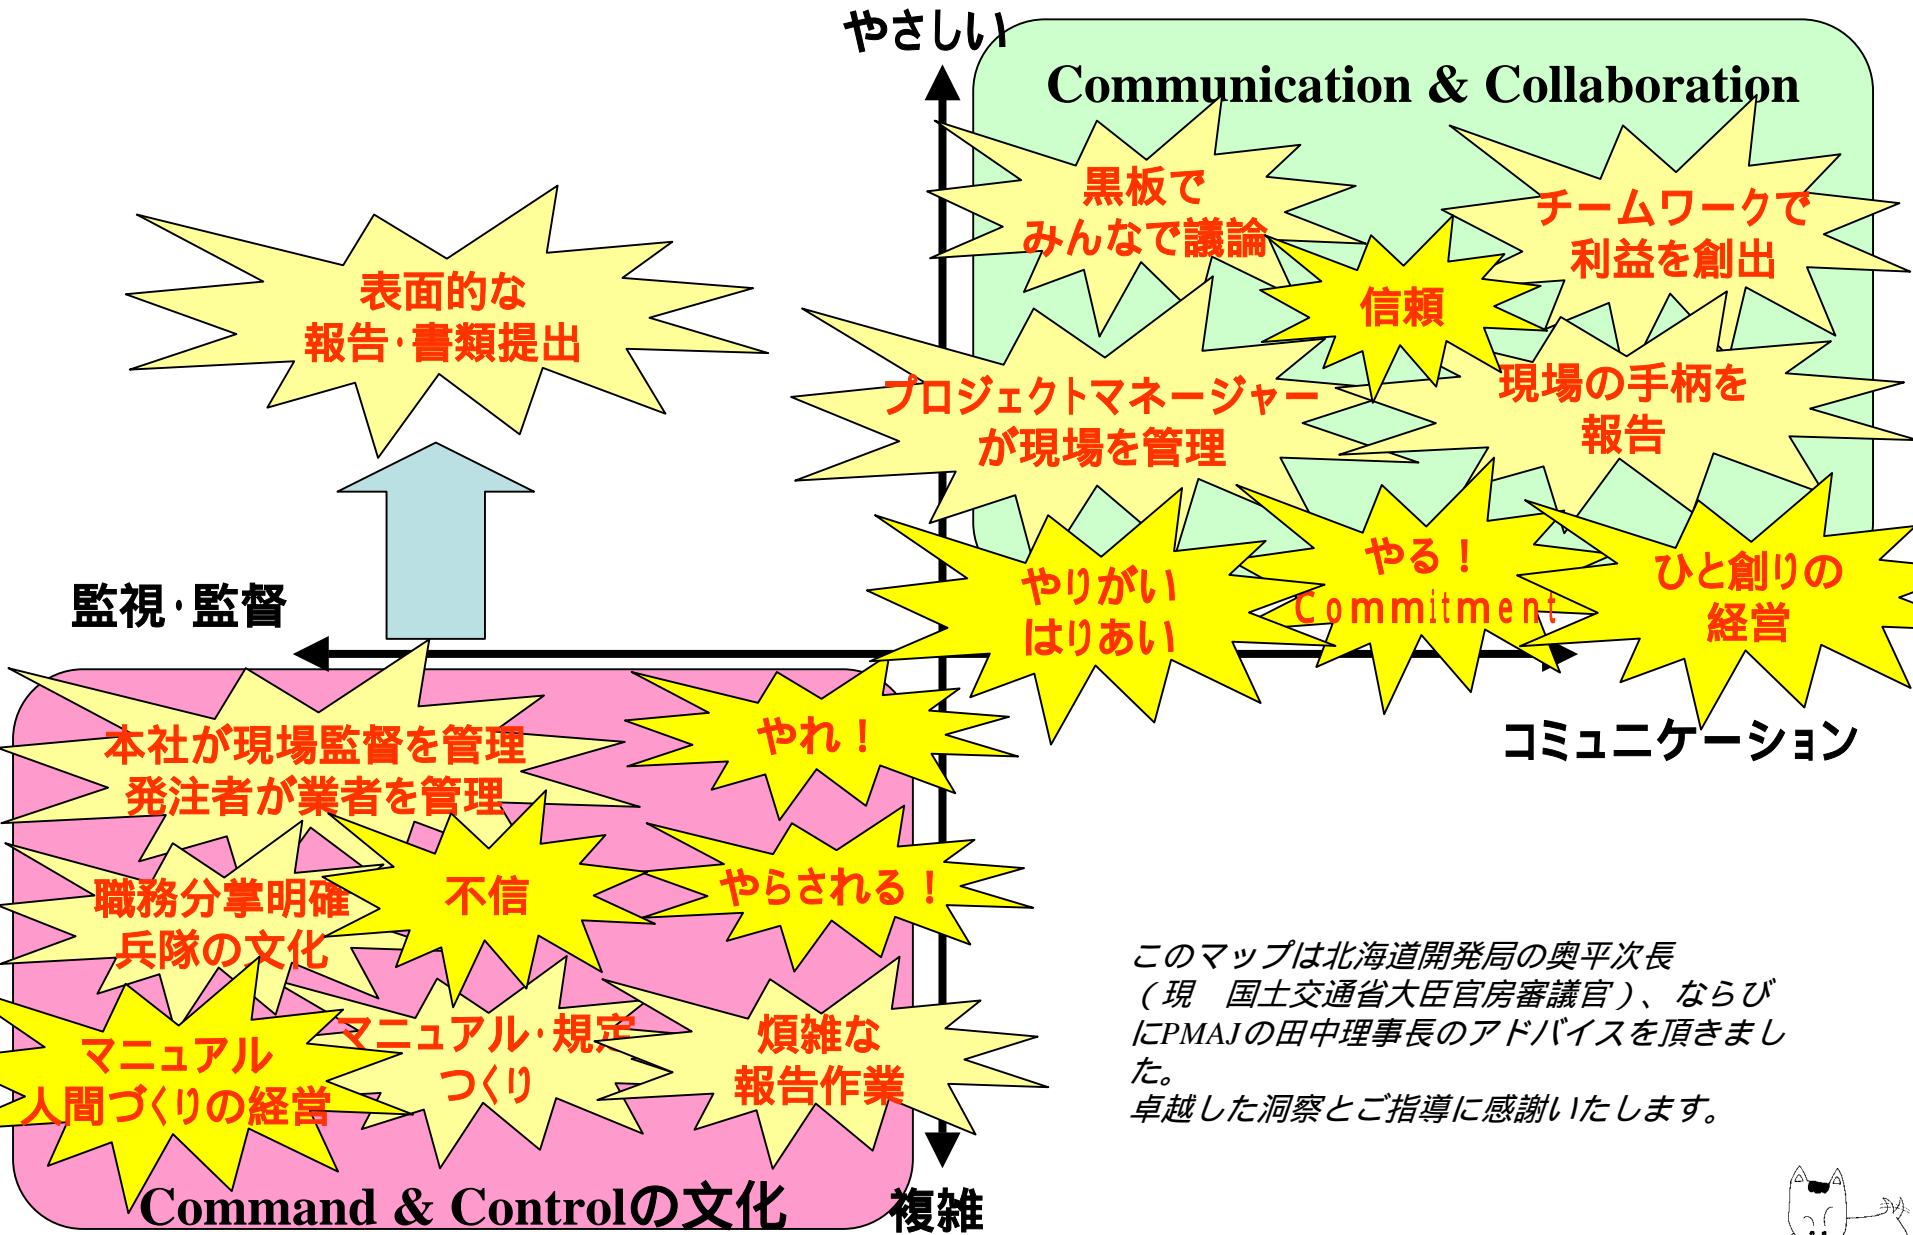 やさしい
Communication & Collaboration
黒板で
みんなで議論
チームワークで
利益を創出
信頼
表面的な
報告・書類提出
プロジェクトマネージャー
が現場を管理
現場の手柄を
報告
やりがい
はりあい
やる！
Commitment
ひと創りの
経営
監視・監督
コミュニケーション
本社が現場監督を管理
発注者が業者を管理
やれ！
職務分掌明確
兵隊の文化
不信
やらされる！
マニュアル
人間づくりの経営
マニュアル・規定
つくり
煩雑な
報告作業
Command & Controlの文化
複雑
このマップは北海道開発局の奥平次長
（現　国土交通省大臣官房審議官）、ならび
にPMAJの田中理事長のアドバイスを頂きまし
た。
卓越した洞察とご指導に感謝いたします。